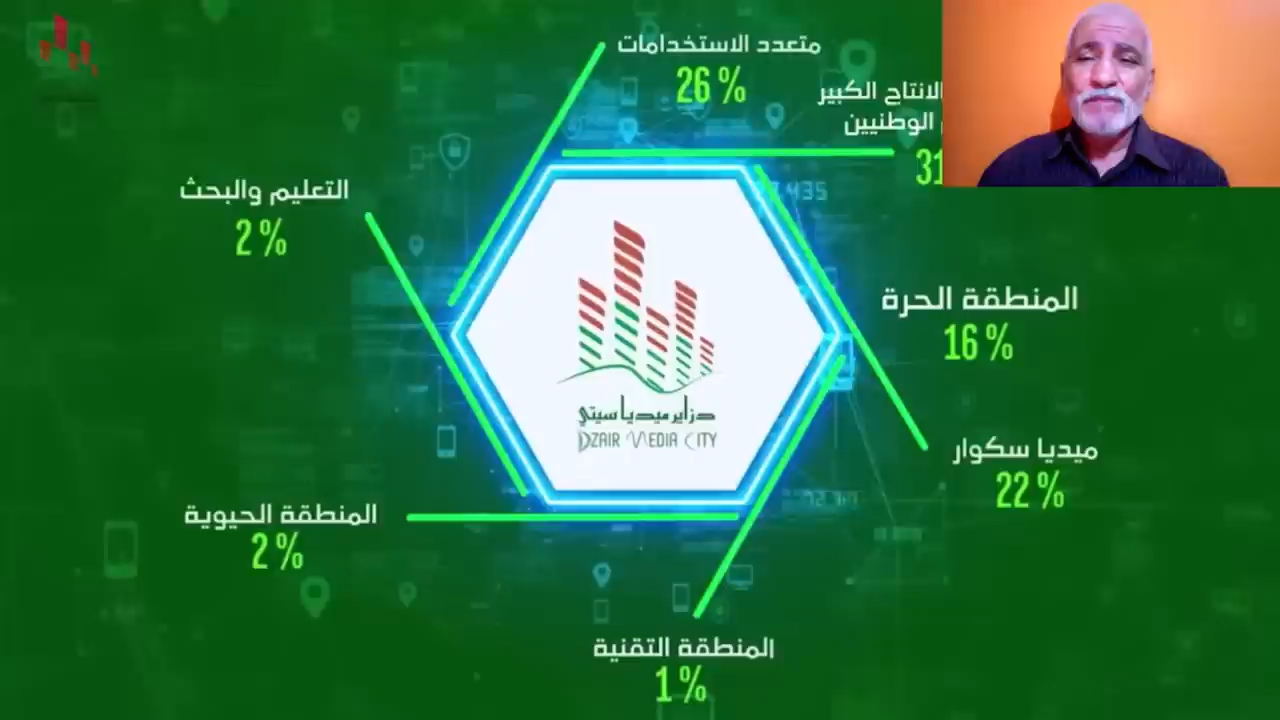 متعدد الاستخدامات
26 %
الانتاج الكبير
الوطنيين
31
التعليم والبحث
2 %
المنطقة الحرة
16 %
دزاير ميديا سيتي
DZAIR MEDIA CITY
ميديا سكوار
22 %
المنطقة الحيوية
2 %
المنطقة التقنية
1 %